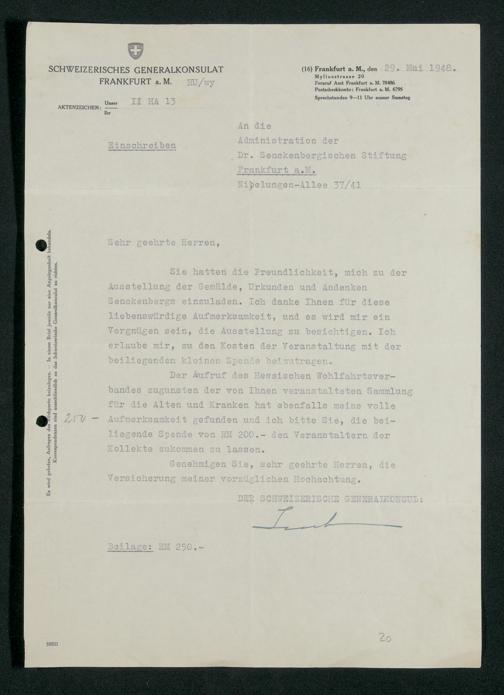 SCHWEIZERISCHES GENERALKONSULAT
FRANKFURT a. M. HU/wy
AKTENZEICHEN: Unser II HA 13
Ihr
(16) Frankfurt a. M., den 29. Mai 1948.
Myliusstrasse 20
Fernruf Amt Frankfurt a. M.
Postscheckkonto: Frankfurt a. M. 6795
Sprechstunden 9—11 Uhr ausser Samstag
Einschreiben
An die
Administration der
Dr. Senckenbergischen Stiftung
Frankfurt a.M.
Nibelungen-Allee 37/41
Sehr geehrte Herren,
Sie hatten die Freundlichkeit, mich zu der
Ausstellung der Gemälde, Urkunden und Andenken
Senckenbergs einzuladen. Ich danke Ihnen für diese
liebenswürdige Aufmerksamkeit, und es wird mir ein
Vergnügen sein, die Ausstellung zu besichtigen. Ich
erlaube mir, zu den Kosten der Veranstaltung mit der
beiliegenden kleinen Spende beizutragen.
Der Aufruf des Hessischen Wohlfahrtsver-
bandes zugunsten der von Ihnen veranstalteten Sammlung
für die Alten und Kranken hat ebenfalls meine volle
250 — Aufmerksamkeit gefunden und ich bitte Sie, die bei-
liegende Spende von RM 200.- den Veranstaltern der
Kollekte zukommen zu lassen.
Genehmigen Sie, sehr geehrte Herren, die
Versicherung meiner vorzüglichen Hochachtung.
DER SCHWEIZERISCHE GENERALKONSUL:
Beilage: RM 250.-
20